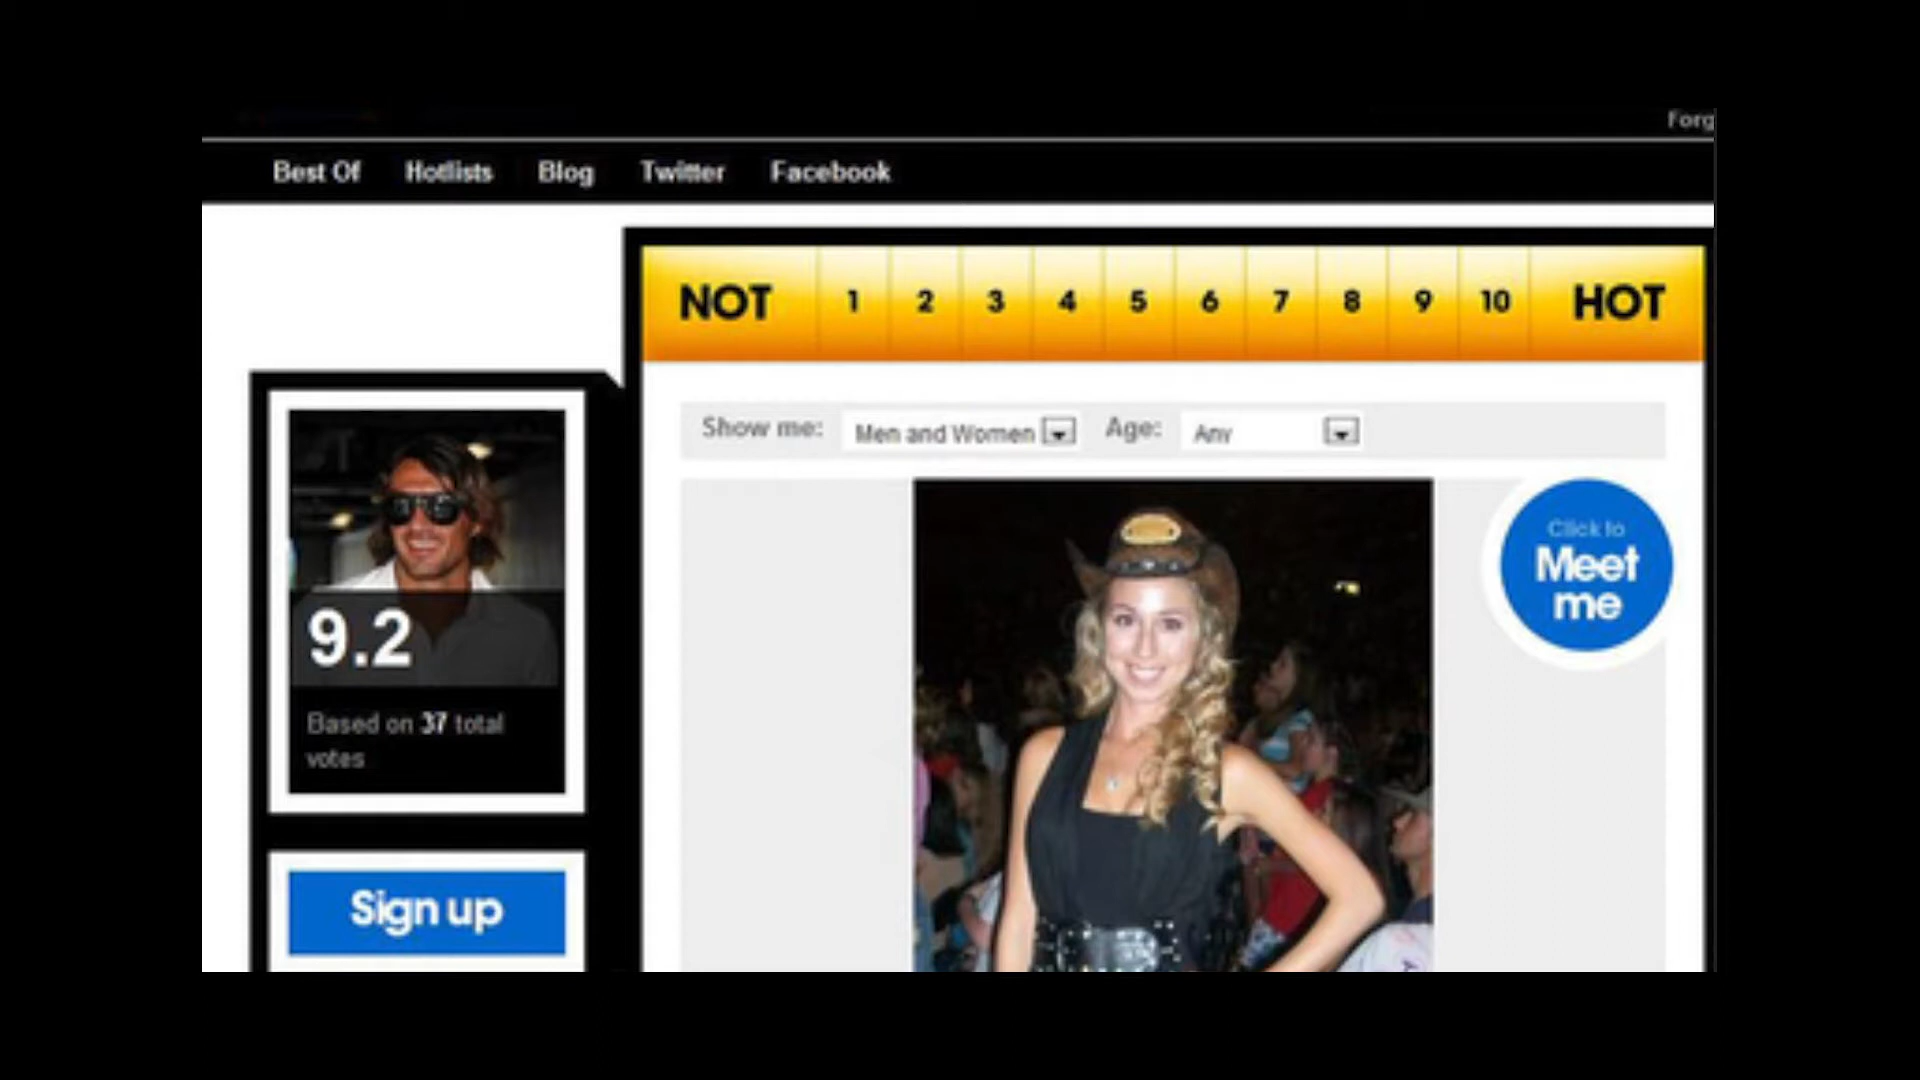 Forg
Best Of Hotlists Blog Twitter Facebook
NOT 1 2 3 4 5 6 7 8 9 10 HOT
Show me: Men and Women Age: Any
Click to
Meet
me
9.2
Based on 37 total
votes
Sign up